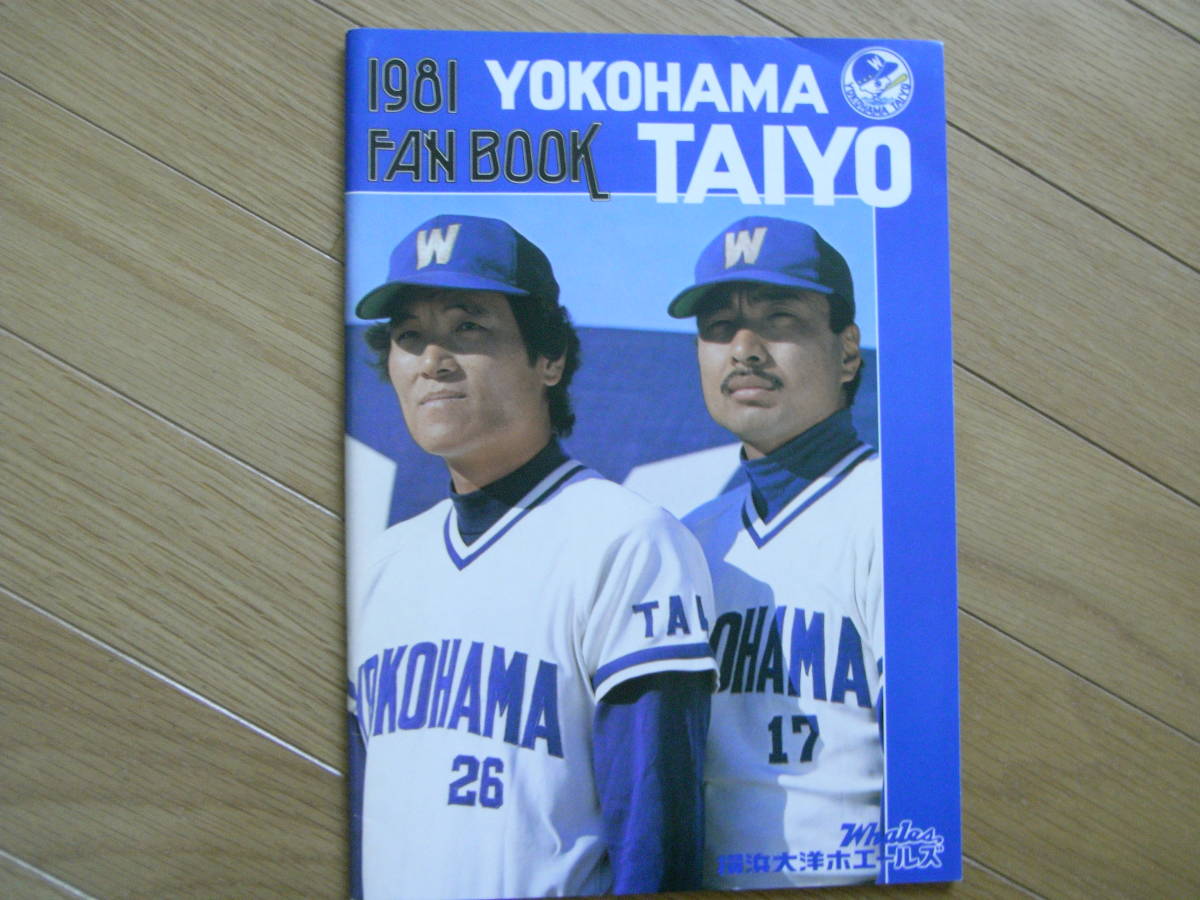 1981 YOKOHAMA
FAN BOOK TAIYO
W
YOKOHAMA TAIYO
W
W
TAI
YOKOHAMA
26
OHAMA
17
Whales.
横浜大洋ホエールズ